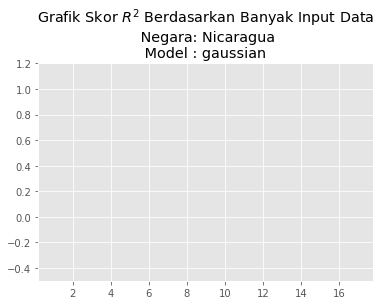 Grafik Skor R² Berdasarkan Banyak Input Data
Negara: Nicaragua
Model : gaussian
1.2
1.0
0.8
0.6
0.4
0.2
0.0
−0.2
−0.4
2 4 6 8 10 12 14 16